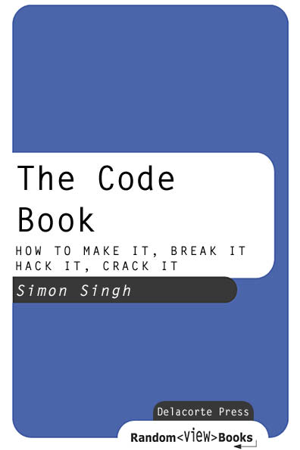 The Code
Book
HOW TO MAKE IT, BREAK IT
HACK IT, CRACK IT
Simon Singh
Delacorte Press
Random<VIEW>Books